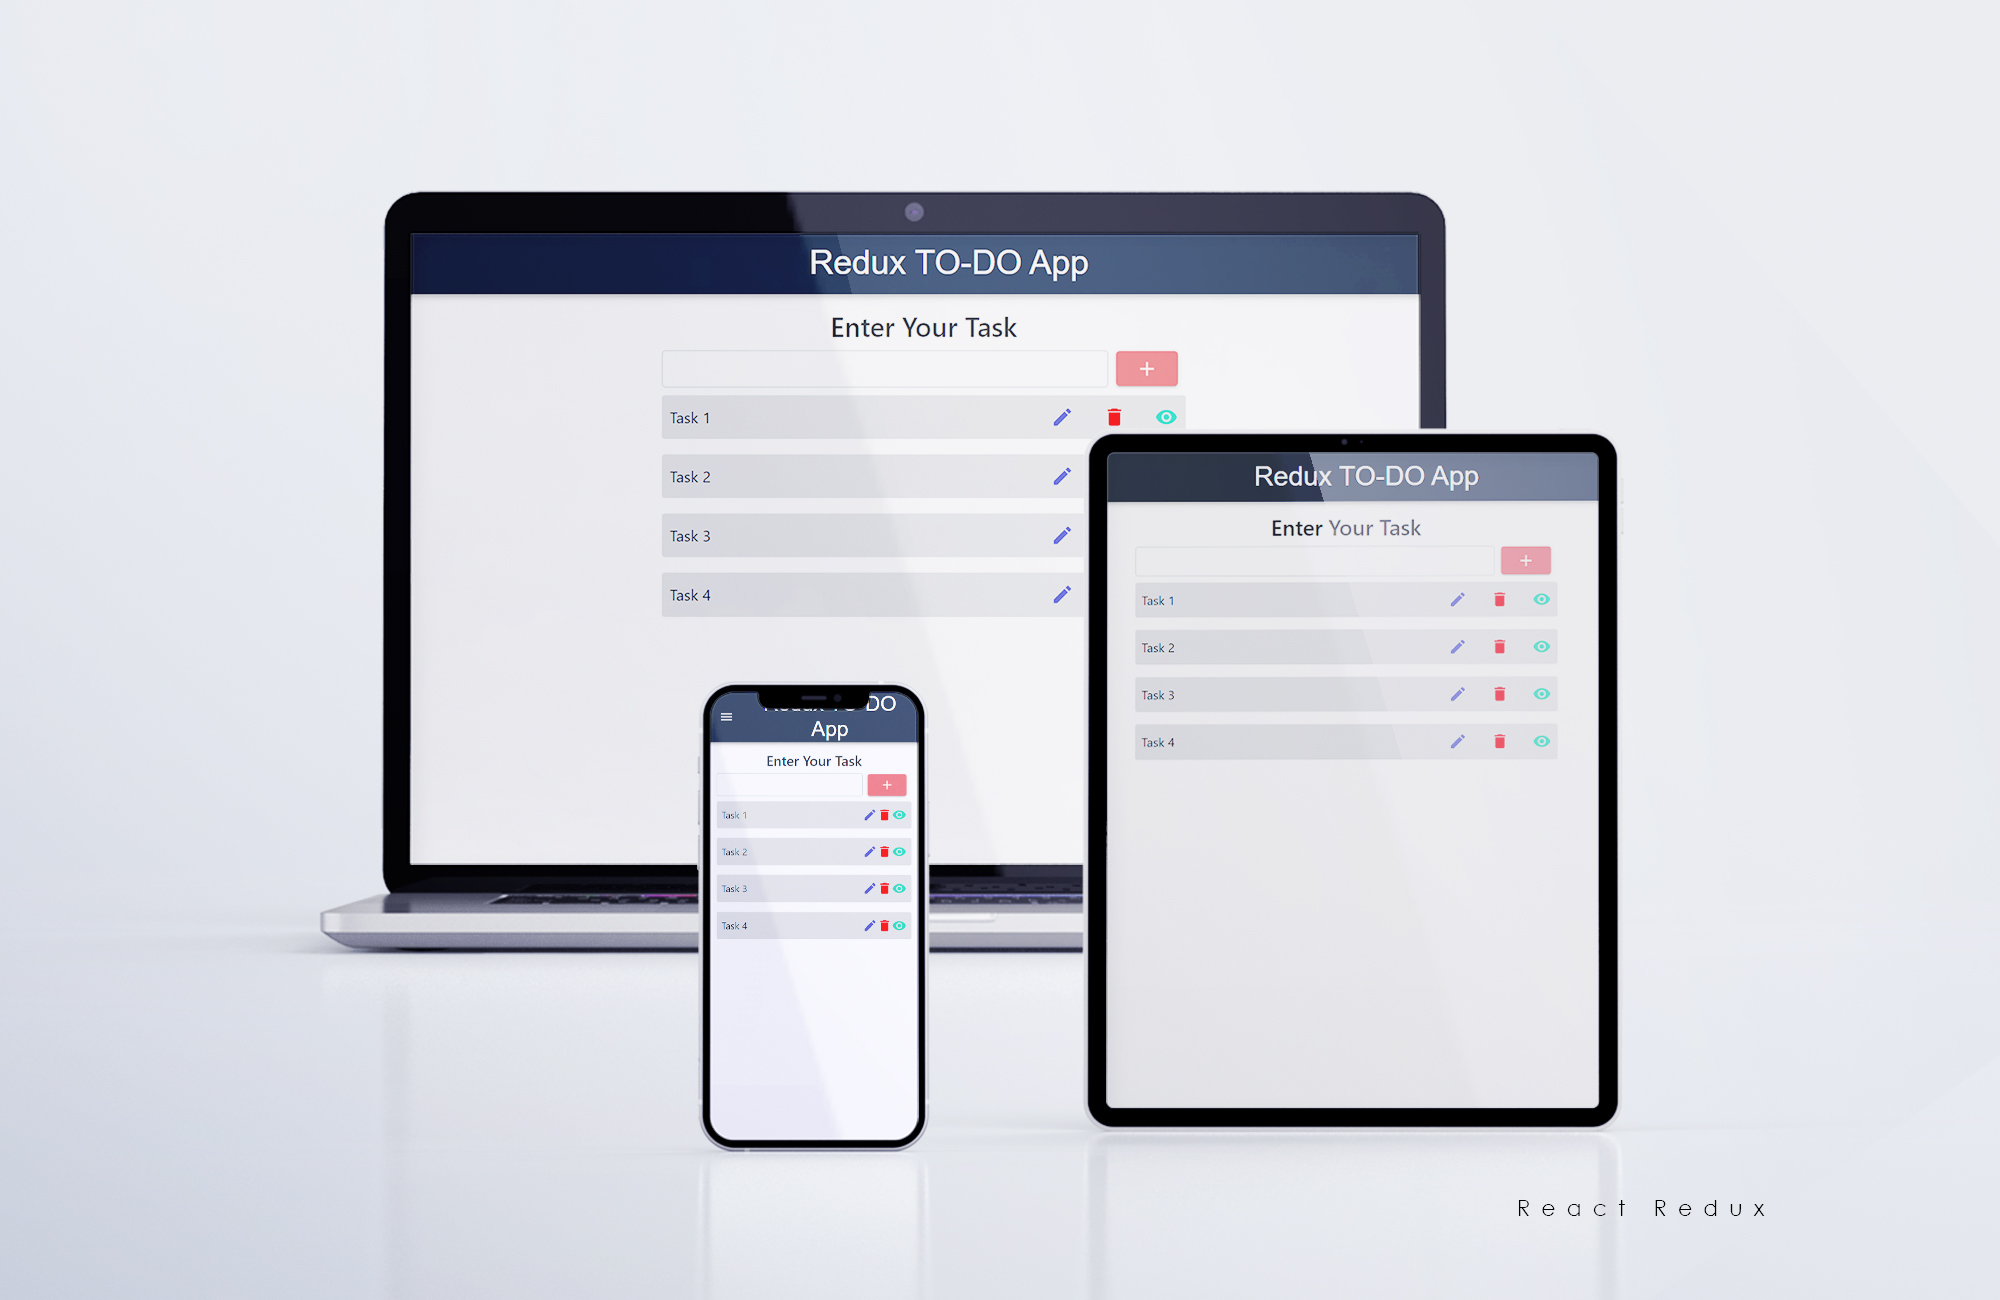 Redux TO-DO App
Enter Your Task
+
Task 1
Task 2
Task 3
Task 4
Redux TO-DO App
Enter Your Task
+
Task 1
Task 2
Task 3
Task 4
Redux TO-DO
App
Enter Your Task
+
Task 1
Task 2
Task 3
Task 4
React Redux